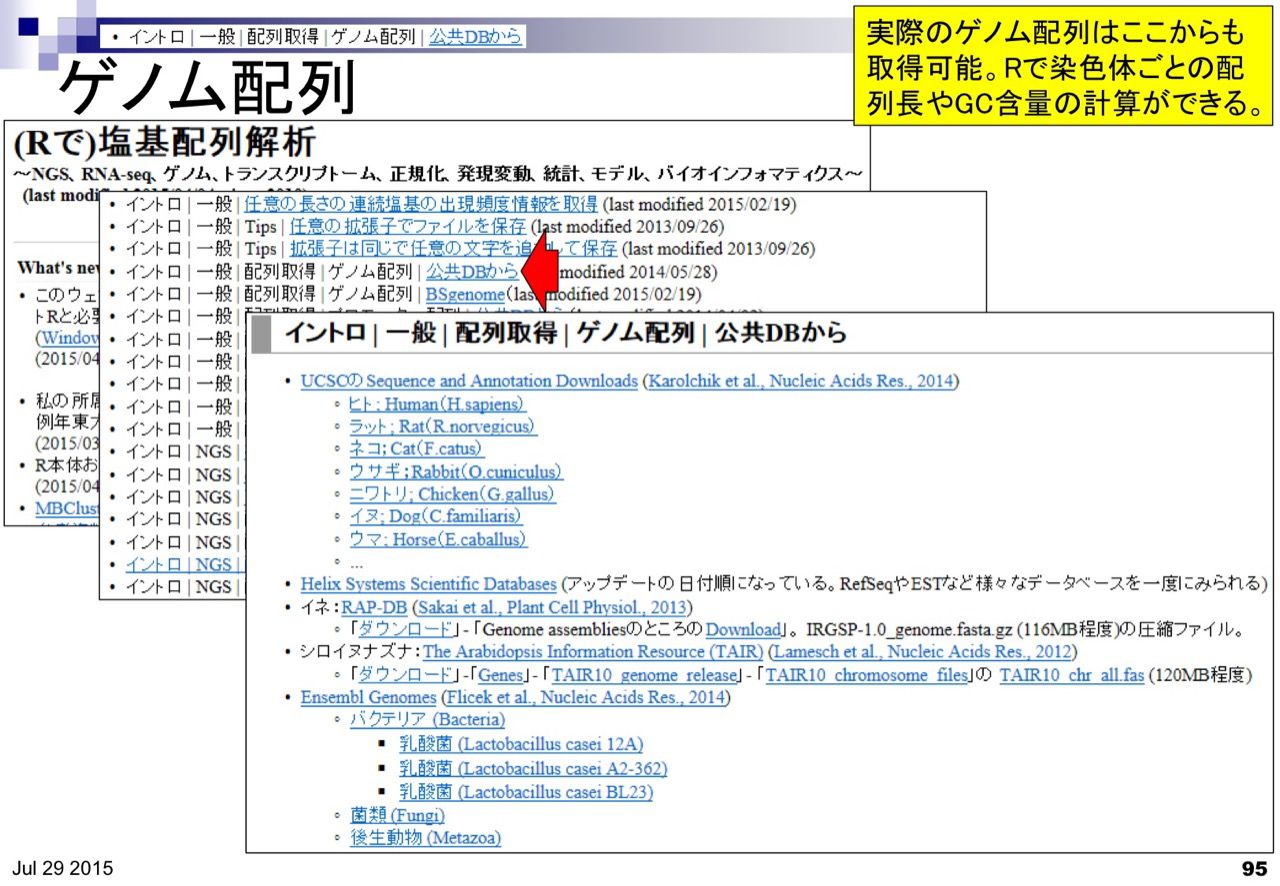 • イントロ | 一般 | 配列取得 | ゲノム配列 | 公共DBから
ゲノム配列
実際のゲノム配列はここからも
取得可能。Rで染色体ごとの配
列長やGC含量の計算ができる。
(Rで)塩基配列解析
～NGS、RNA-seq、ゲノム、トランスクリプトーム、正規化、発現変動、統計、モデル、バイオインフォマティクス～
(last modifi
What's new
• このウェ
トRと必要
(Window
(2015/04
• 私の所属
例年東大
(2015/03
• R本体お
(2015/04
• MBClust
• イントロ | 一般 | 任意の長さの連続塩基の出現頻度情報を取得 (last modified 2015/02/19)
• イントロ | 一般 | Tips | 任意の拡張子でファイルを保存 (last modified 2013/09/26)
• イントロ | 一般 | Tips | 拡張子は同じで任意の文字を追加して保存 (last modified 2013/09/26)
• イントロ | 一般 | 配列取得 | ゲノム配列 | 公共DBから modified 2014/05/28)
• イントロ | 一般 | 配列取得 | ゲノム配列 | BSgenome (last modified 2015/02/19)
• イントロ | 一般 |
• イントロ | 一般 |
• イントロ | 一般 |
• イントロ | 一般 |
• イントロ | 一般 |
• イントロ | 一般 |
• イントロ | NGS |
• イントロ | NGS |
• イントロ | NGS |
• イントロ | NGS |
• イントロ | NGS |
• イントロ | NGS |
• イントロ | NGS |
イントロ | 一般 | 配列取得 | ゲノム配列 | 公共DBから
• UCSCの Sequence and Annotation Downloads (Karolchik et al., Nucleic Acids Res., 2014)
◦ ヒト; Human(H.sapiens)
◦ ラット; Rat(R.norvegicus)
◦ ネコ; Cat(F.catus)
◦ ウサギ; Rabbit(O.cuniculus)
◦ ニワトリ; Chicken(G.gallus)
◦ イヌ; Dog(C.familiaris)
◦ ウマ; Horse(E.caballus)
◦ ...
• Helix Systems Scientific Databases (アップデートの日付順になっている。RefSeqやESTなど様々なデータベースを一度にみられる)
• イネ：RAP-DB (Sakai et al., Plant Cell Physiol., 2013)
◦ 「ダウンロード」-「Genome assembliesのところのDownload」。 IRGSP-1.0_genome.fasta.gz (116MB程度)の圧縮ファイル。
• シロイヌナズナ：The Arabidopsis Information Resource (TAIR) (Lamesch et al., Nucleic Acids Res., 2012)
◦ 「ダウンロード」-「Genes」-「TAIR10_genome_release」-「TAIR10_chromosome_files」の TAIR10_chr_all.fas (120MB程度)
• Ensembl Genomes (Flicek et al., Nucleic Acids Res., 2014)
◦ バクテリア (Bacteria)
▪ 乳酸菌 (Lactobacillus casei 12A)
▪ 乳酸菌 (Lactobacillus casei A2-362)
▪ 乳酸菌 (Lactobacillus casei BL23)
◦ 菌類 (Fungi)
◦ 後生動物 (Metazoa)
Jul 29 2015
95